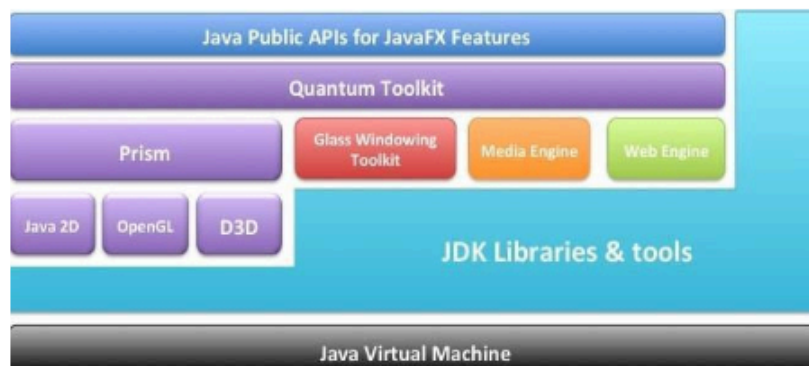 Java Public APIs for JavaFX Features
Quantum Toolkit
Prism
Glass Windowing
Toolkit
Media Engine
Web Engine
Java 2D
OpenGL
D3D
JDK Libraries & tools
Java Virtual Machine